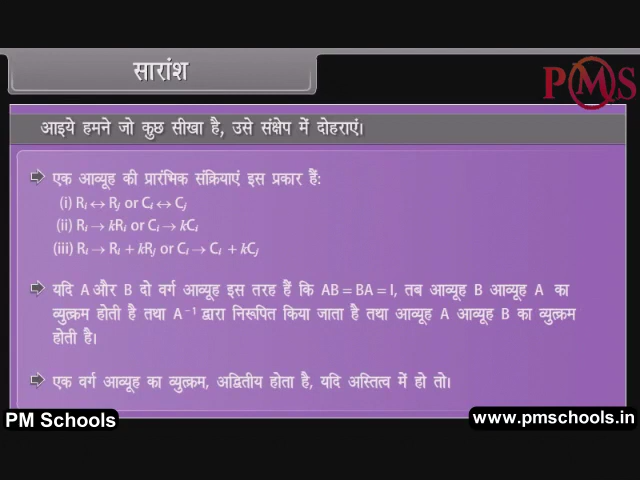 सारांश
PMS
आइये हमने जो कुछ सीखा है, उसे संक्षेप में दोहराएं।
एक आव्यूह की प्रारंभिक संक्रियाएं इस प्रकार हैं:
(i) Rᵢ ↔ Rⱼ or Cᵢ ↔ Cⱼ
(ii) Rᵢ → kRᵢ or Cᵢ → kCᵢ
(iii) Rᵢ → Rᵢ + kRⱼ or Cᵢ → Cᵢ + kCⱼ
यदि A और B दो वर्ग आव्यूह इस तरह हैं कि AB = BA = I, तब आव्यूह B आव्यूह A का
व्युत्क्रम होती है तथा A⁻¹ द्वारा निरूपित किया जाता है तथा आव्यूह A आव्यूह B का व्युत्क्रम
होती है।
एक वर्ग आव्यूह का व्युत्क्रम, अद्वितीय होता है, यदि अस्तित्व में हो तो।
PM Schools
www.pmschools.in